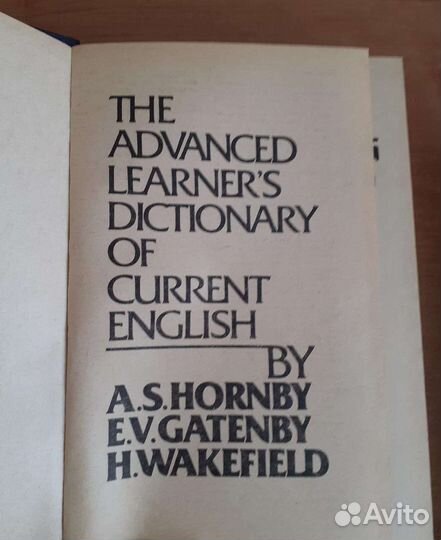 THE
ADVANCED
LEARNER'S
DICTIONARY
OF
CURRENT
ENGLISH
BY
A.S.HORNBY
E.V.GATENBY
H.WAKEFIELD
Avito